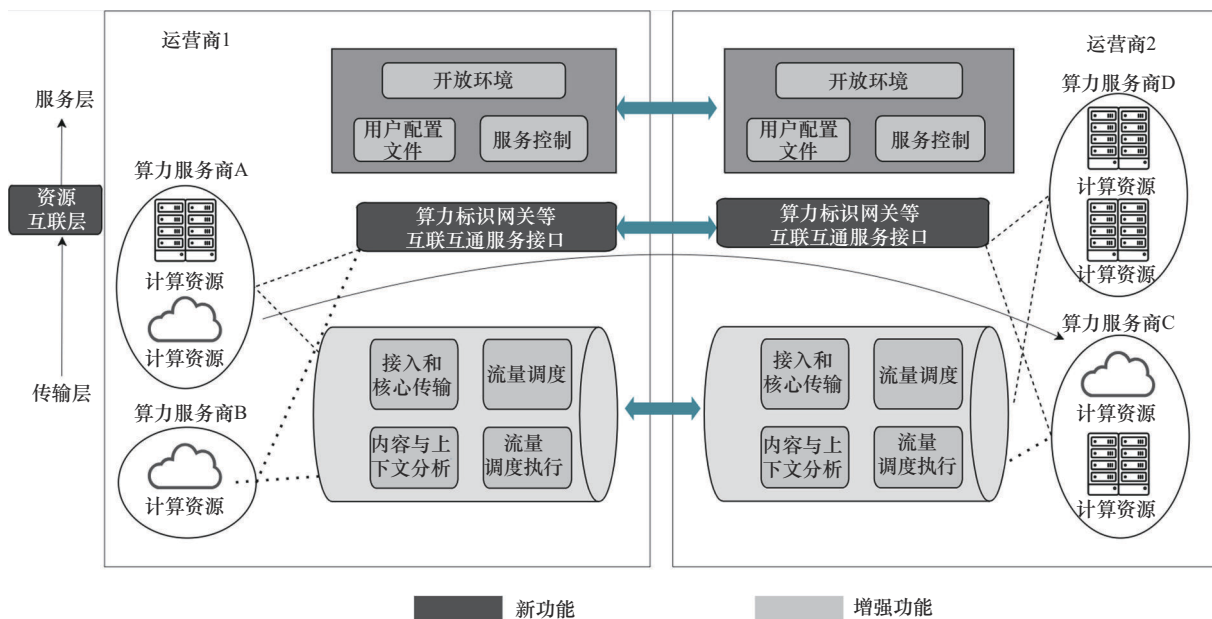 运营商1
开放环境
用户配置
文件
服务控制
运营商2
开放环境
用户配置
文件
服务控制
服务层
资源
互联层
传输层
算力服务商A
计算资源
计算资源
算力服务商B
计算资源
算力标识网关等
互联互通服务接口
算力标识网关等
互联互通服务接口
接入和
核心传输
流量调度
内容与上
下文分析
流量
调度执行
接入和
核心传输
流量调度
内容与上
下文分析
流量
调度执行
算力服务商D
计算资源
计算资源
算力服务商C
计算资源
计算资源
新功能
增强功能